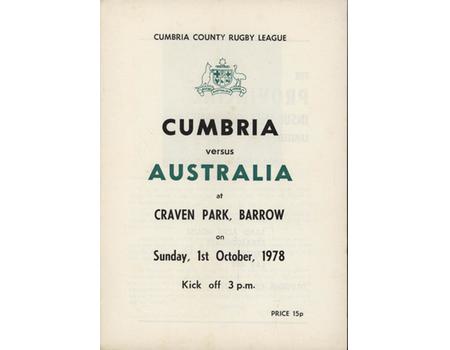 CUMBRIA COUNTY RUGBY LEAGUE
CUMBRIA
versus
AUSTRALIA
at
CRAVEN PARK, BARROW
on
Sunday, 1st October, 1978
Kick off 3 p.m.
PRICE 15p